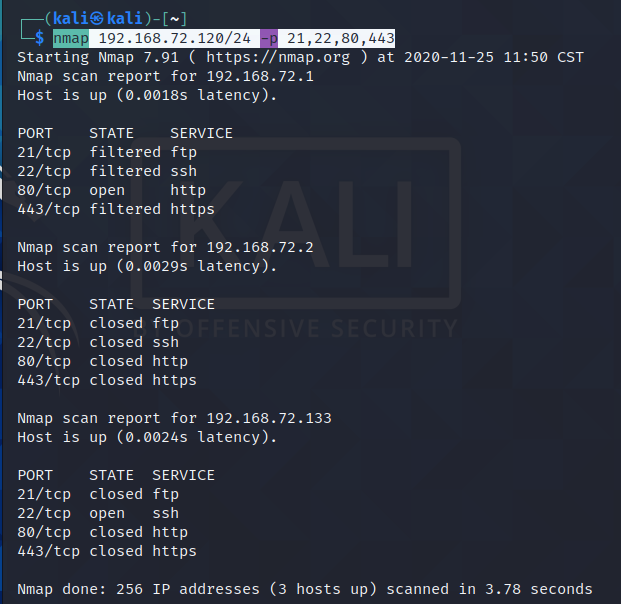 ┌──(kali㉿kali)-[~]
└─$ nmap 192.168.72.120/24 -p 21,22,80,443
Starting Nmap 7.91 ( https://nmap.org ) at 2020-11-25 11:50 CST
Nmap scan report for 192.168.72.1
Host is up (0.0018s latency).

PORT    STATE    SERVICE
21/tcp  filtered ftp
22/tcp  filtered ssh
80/tcp  open     http
443/tcp filtered https

Nmap scan report for 192.168.72.2
Host is up (0.0029s latency).

PORT    STATE  SERVICE
21/tcp  closed ftp
22/tcp  closed ssh
80/tcp  closed http
443/tcp closed https

Nmap scan report for 192.168.72.133
Host is up (0.0024s latency).

PORT    STATE  SERVICE
21/tcp  closed ftp
22/tcp  open   ssh
80/tcp  closed http
443/tcp closed https

Nmap done: 256 IP addresses (3 hosts up) scanned in 3.78 seconds
KALI
BY OFFENSIVE SECURITY